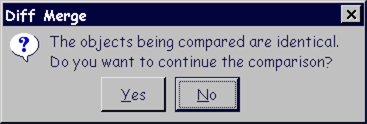 Diff Merge
The objects being compared are identical.
Do you want to continue the comparison?
Yes No